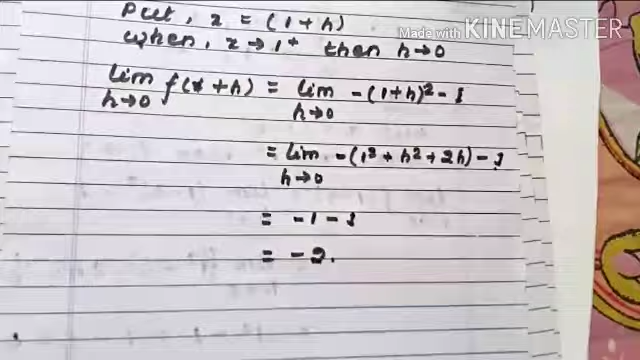 Made with KINEMASTER
Put, x = (1+h)
when, x→1⁺ then h→0
lim h→0 f(1+h) = lim h→0 -(1+h)² - 1
= lim h→0 -(1² + h² + 2h) - 1
= -1 - 1
= -2.